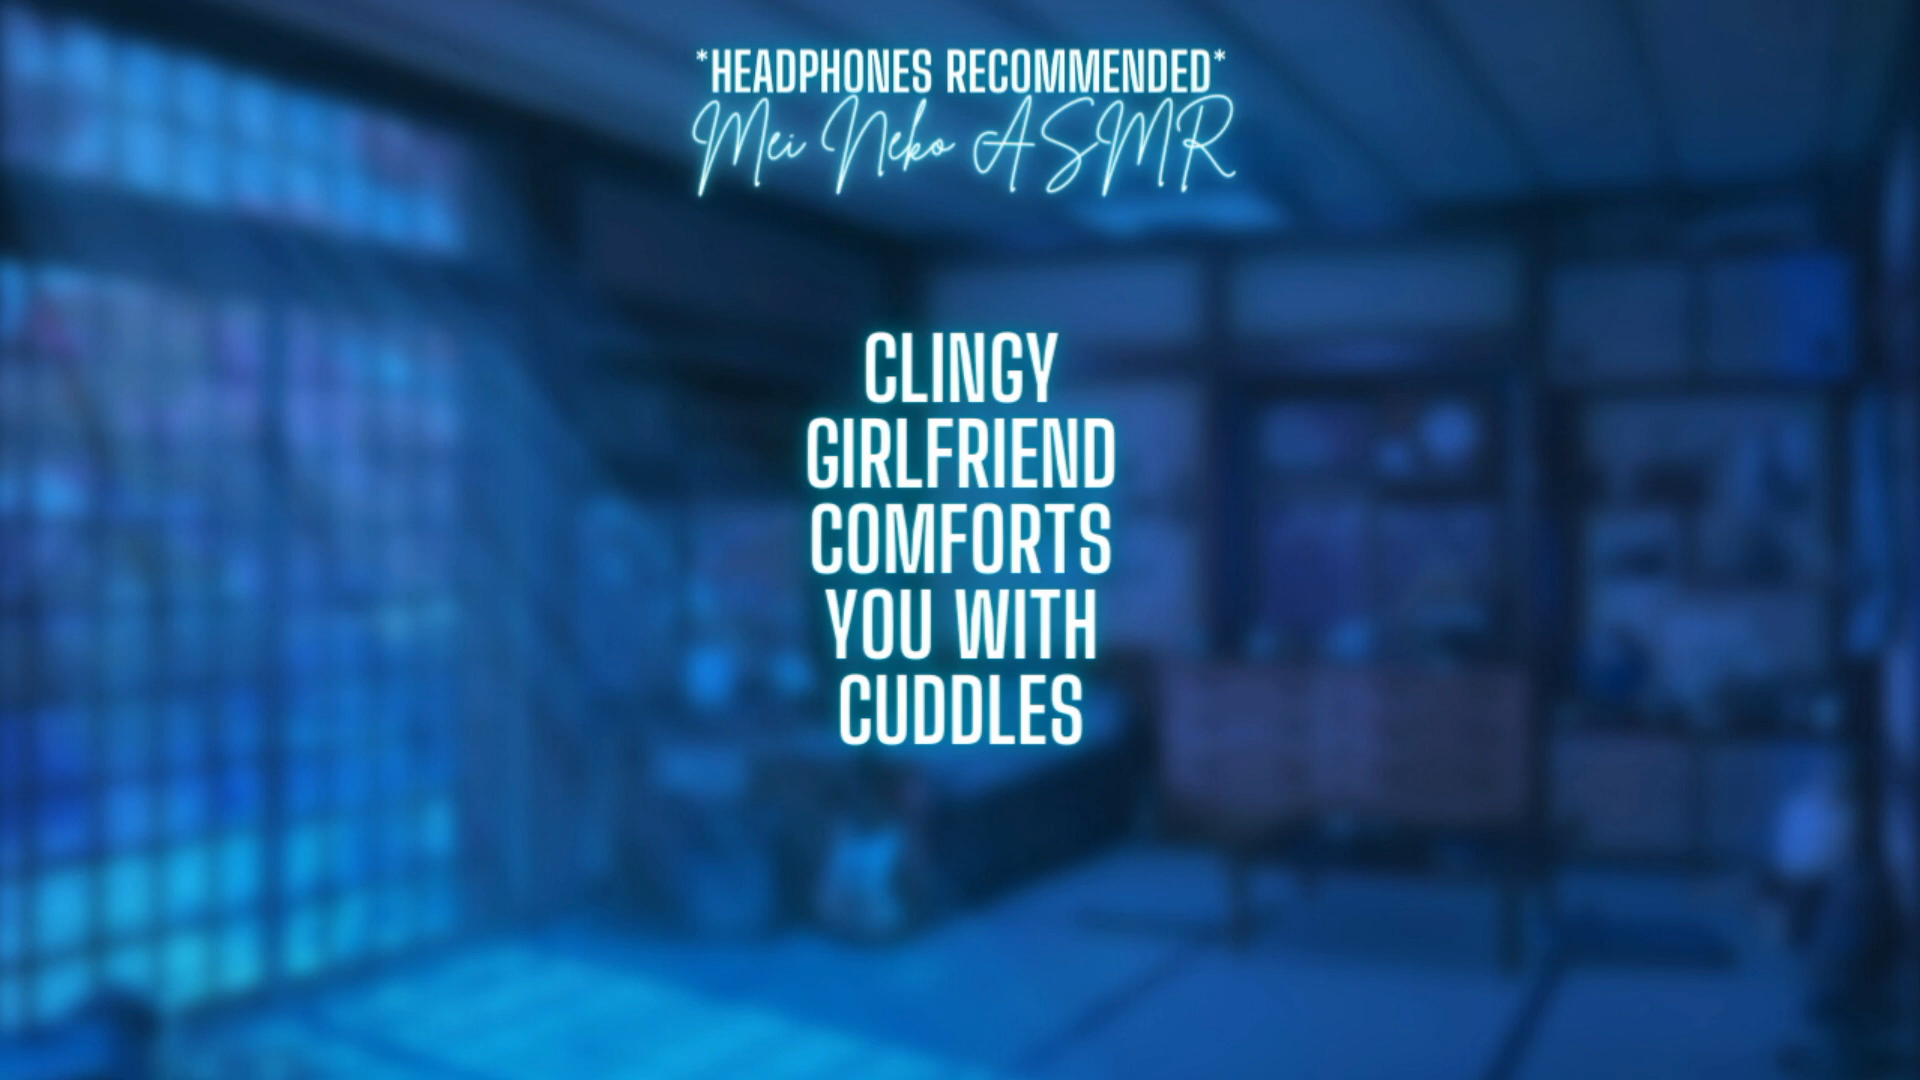 *HEADPHONES RECOMMENDED*
Mei Neko ASMR
CLINGY
GIRLFRIEND
COMFORTS
YOU WITH
CUDDLES